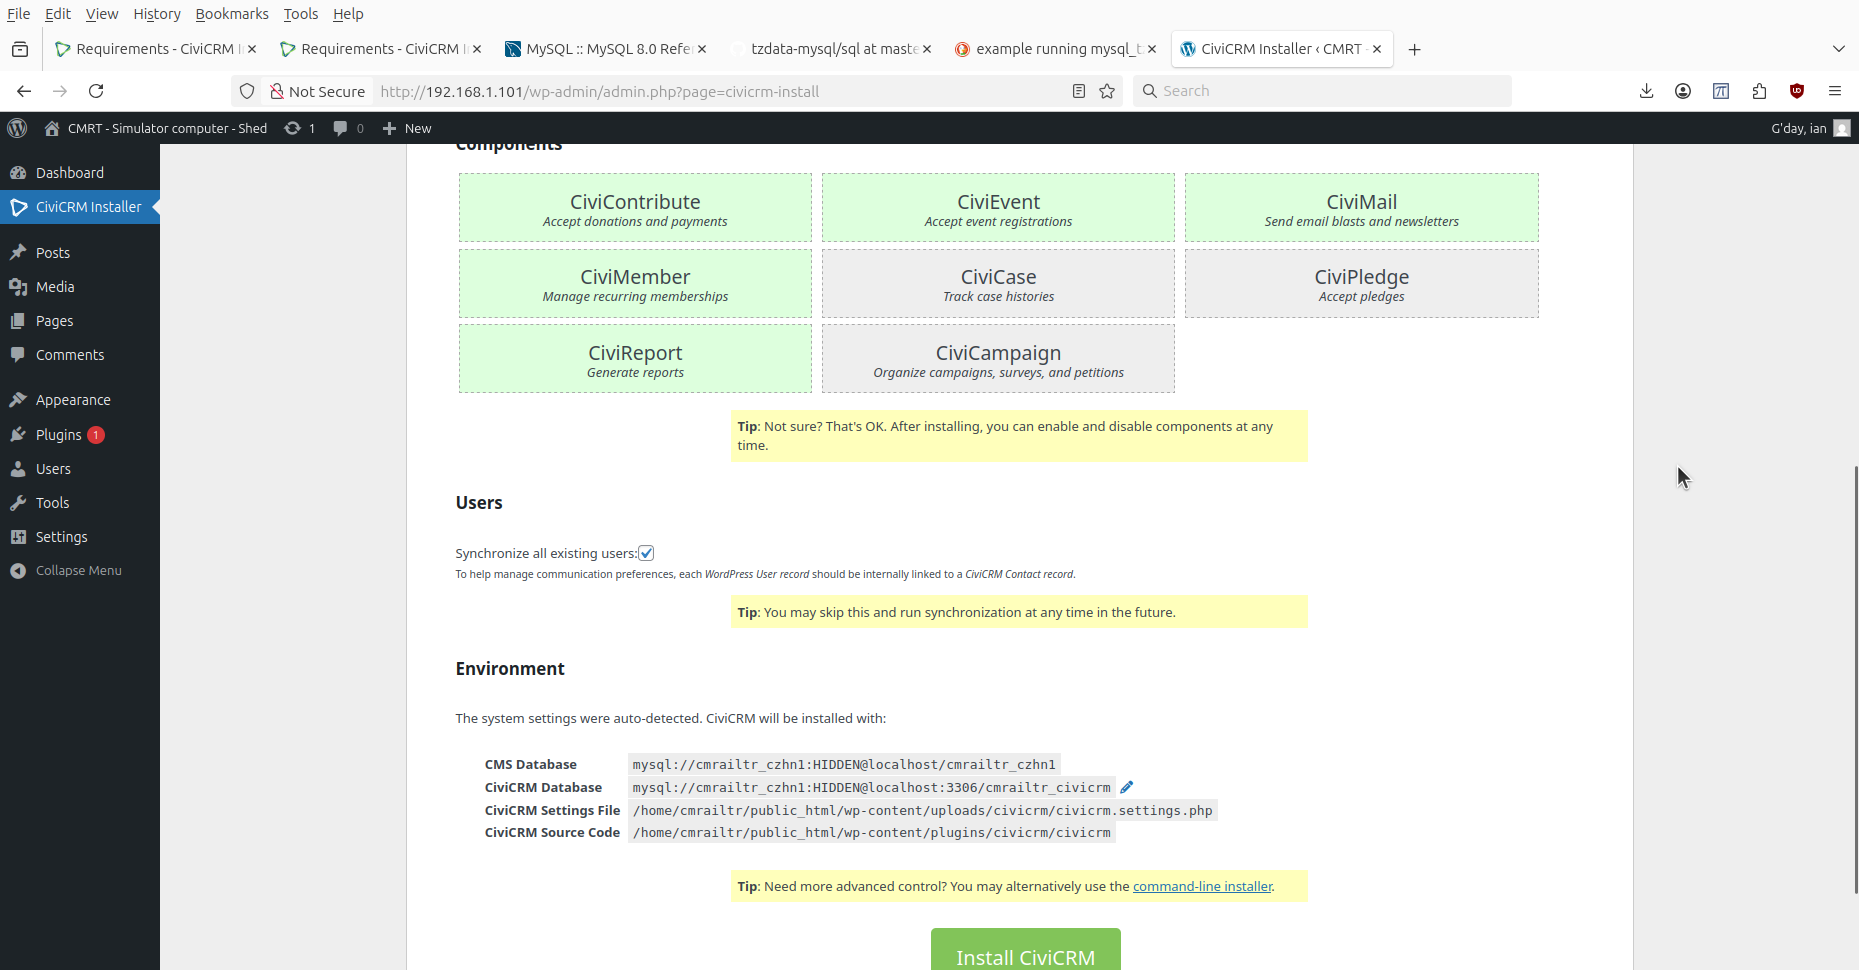 File Edit View History Bookmarks Tools Help
Requirements - CiviCRM I
Requirements - CiviCRM I
MySQL :: MySQL 8.0 Refer
tzdata-mysql/sql at maste
example running mysql_t
CiviCRM Installer ‹ CMRT -
Not Secure http://192.168.1.101/wp-admin/admin.php?page=civicrm-install
Search
CMRT - Simulator computer - Shed 1 0 New G'day, ian
Dashboard
CiviCRM Installer
Posts
Media
Pages
Comments
Appearance
Plugins 1
Users
Tools
Settings
Collapse Menu
Components
CiviContribute
Accept donations and payments
CiviEvent
Accept event registrations
CiviMail
Send email blasts and newsletters
CiviMember
Manage recurring memberships
CiviCase
Track case histories
CiviPledge
Accept pledges
CiviReport
Generate reports
CiviCampaign
Organize campaigns, surveys, and petitions
Tip: Not sure? That's OK. After installing, you can enable and disable components at any
time.
Users
Synchronize all existing users:
To help manage communication preferences, each WordPress User record should be internally linked to a CiviCRM Contact record.
Tip: You may skip this and run synchronization at any time in the future.
Environment
The system settings were auto-detected. CiviCRM will be installed with:
CMS Database mysql://cmrailtr_czhn1:HIDDEN@localhost/cmrailtr_czhn1
CiviCRM Database mysql://cmrailtr_czhn1:HIDDEN@localhost:3306/cmrailtr_civicrm
CiviCRM Settings File /home/cmrailtr/public_html/wp-content/uploads/civicrm/civicrm.settings.php
CiviCRM Source Code /home/cmrailtr/public_html/wp-content/plugins/civicrm/civicrm
Tip: Need more advanced control? You may alternatively use the command-line installer.
Install CiviCRM